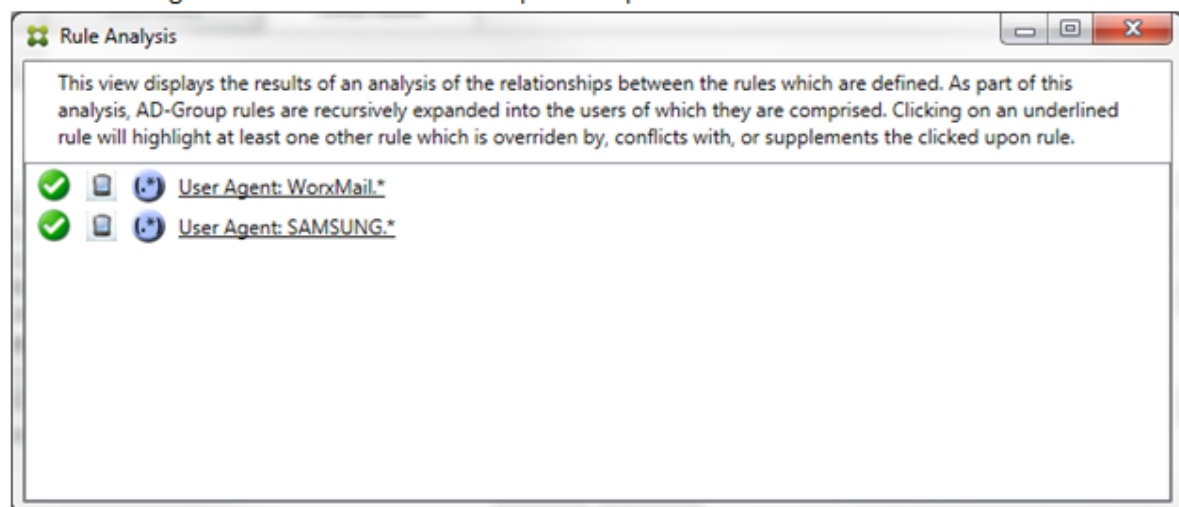 Rule Analysis
This view displays the results of an analysis of the relationships between the rules which are defined. As part of this
analysis, AD-Group rules are recursively expanded into the users of which they are comprised. Clicking on an underlined
rule will highlight at least one other rule which is overriden by, conflicts with, or supplements the clicked upon rule.
(.*) User Agent: WorxMail.*
(.*) User Agent: SAMSUNG.*